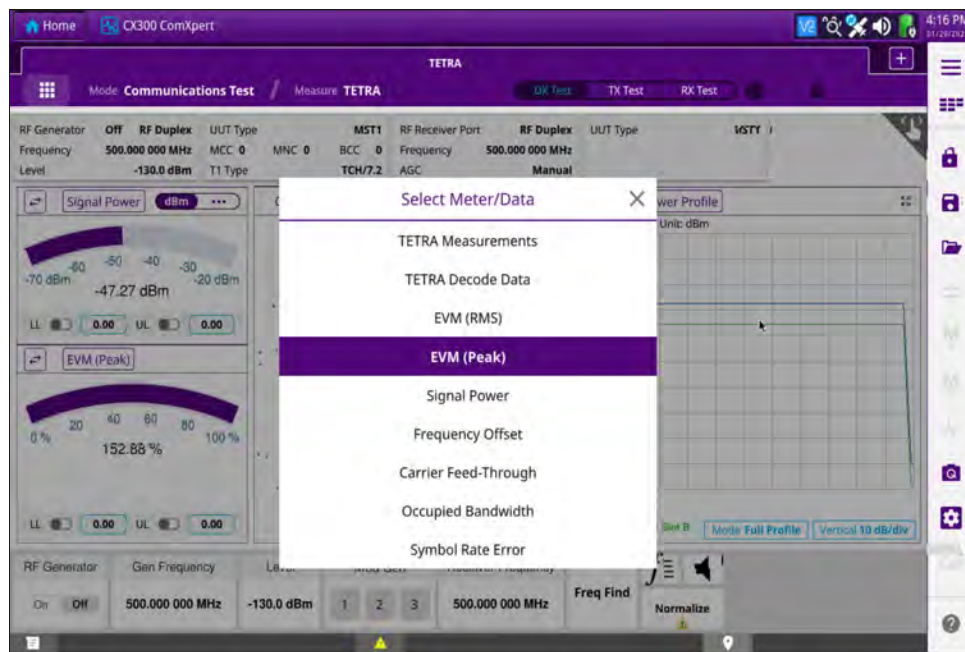 Home CX300 ComXpert
4:16 PM
TETRA
Mode Communications Test / Measure TETRA
DX Test TX Test RX Test
RF Generator Off RF Duplex UUT Type MST1 RF Receiver Port RF Duplex UUT Type
Frequency 500.000 000 MHz MCC 0 MNC 0 BCC 0 Frequency 500.000 000 MHz
Level -130.0 dBm T1 Type TCH/7.2 AGC Manual
Signal Power dBm ...
-70 dBm -60 -50 -40 -30 -20 dBm
-47.27 dBm
LL 0.00 UL 0.00
EVM (Peak)
0 % 20 40 60 80 100 %
152.88 %
LL 0.00 UL 0.00
Select Meter/Data
TETRA Measurements
TETRA Decode Data
EVM (RMS)
EVM (Peak)
Signal Power
Frequency Offset
Carrier Feed-Through
Occupied Bandwidth
Symbol Rate Error
Profile
Unit: dBm
Slot B Mode Full Profile Vertical 10 dB/div
RF Generator Gen Frequency
On Off 500.000 000 MHz -130.0 dBm 1 2 3 500.000 000 MHz Freq Find Normalize